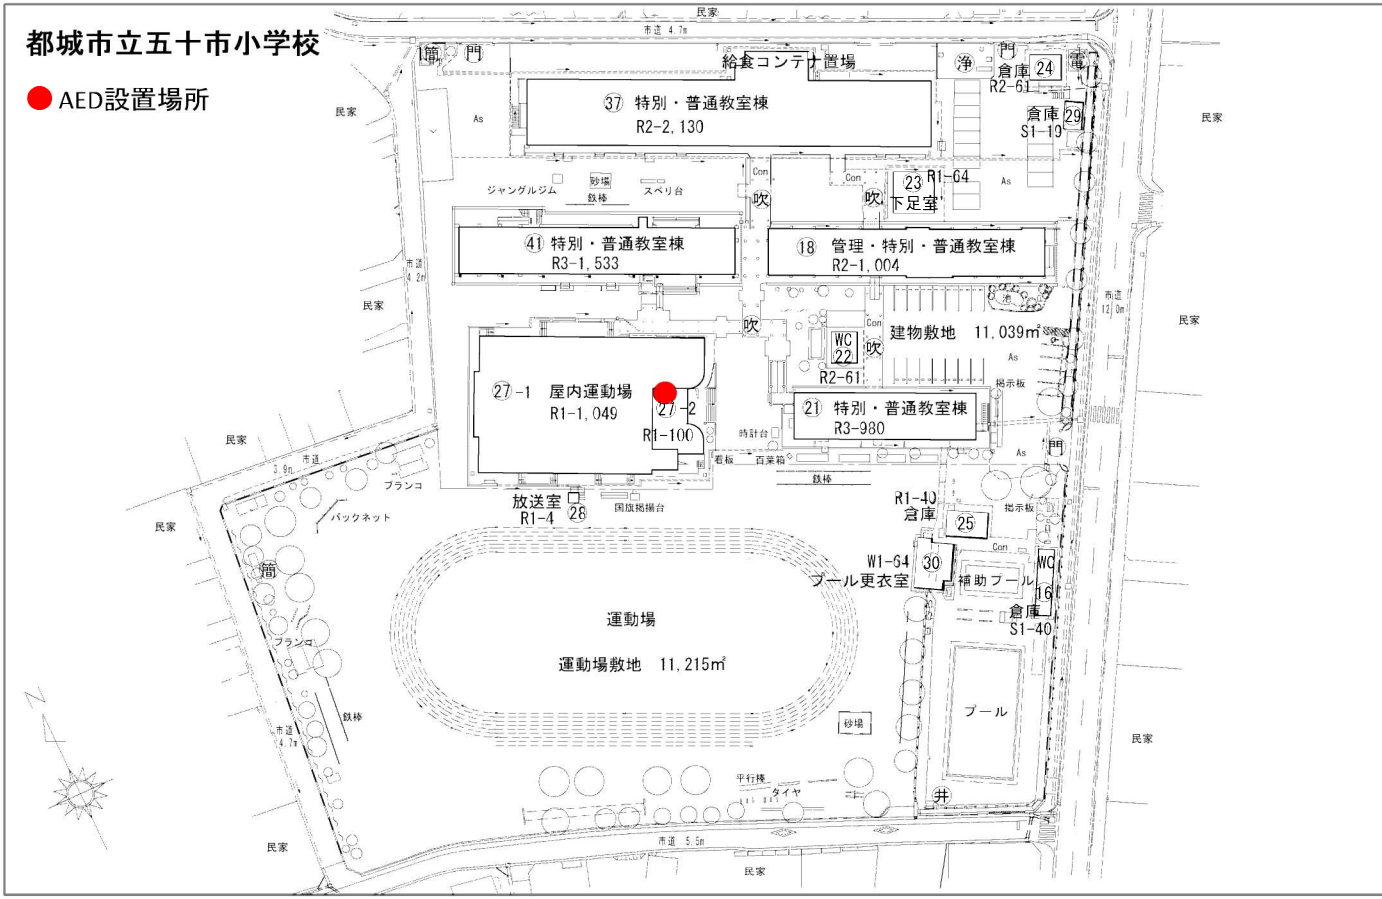 民家
市道 4.7m
都城市立五十市小学校
AED設置場所
簡 門
給食コンテナ置場
浄 門 電
倉庫 24
R2-61
倉庫 29
S1-19
民家
民家
As
37 特別・普通教室棟
R2-2,130
Con
Con
23 R1-64
下足室
As
吹
吹
ジャングルジム
砂場
鉄棒
スベリ台
41 特別・普通教室棟
R3-1,533
18 管理・特別・普通教室棟
R2-1,004
市道
4.2m
民家
池
市道
12.0m
民家
吹
Con
吹
WC
22
R2-61
建物敷地 11,039㎡
As
掲示板
27-1 屋内運動場
R1-1,049
27-2
R1-100
21 特別・普通教室棟
R3-980
時計台
看板 百葉箱
鉄棒
As
門
民家
市道
3.9m
ブランコ
バックネット
民家
放送室
R1-4
28
国旗掲揚台
R1-40
倉庫
25
掲示板
Con
W1-64
プール更衣室
30
補助プール
WC
16
倉庫
S1-40
簡
ブランコ
運動場
運動場敷地 11,215㎡
N
鉄棒
市道
4.7m
砂場
プール
民家
平行棒
タイヤ
井
市道 5.5m
民家
民家